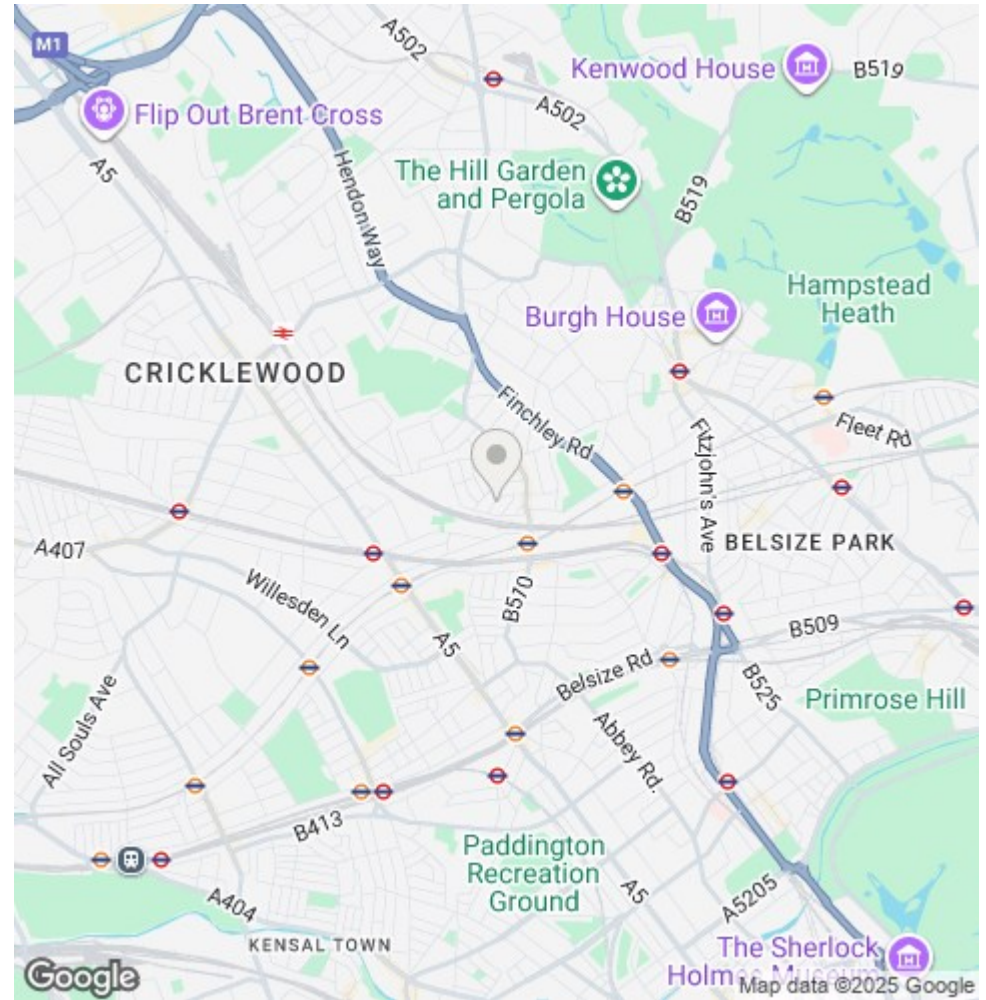 M1
A502
Kenwood House
B519
A502
Flip Out Brent Cross
A5
Hendon Way
The Hill Garden
and Pergola
B519
Hampstead
Heath
Burgh House
CRICKLEWOOD
Finchley Rd
Fitzjohn's Ave
Fleet Rd
A407
BELSIZE PARK
Willesden Ln
B570
A5
B509
Belsize Rd
B525
Primrose Hill
All Souls Ave
Abbey Rd.
B413
Paddington
Recreation
Ground
A5
A5205
A404
KENSAL TOWN
The Sherlock
Holmes Museum
Google
Map data ©2025 Google